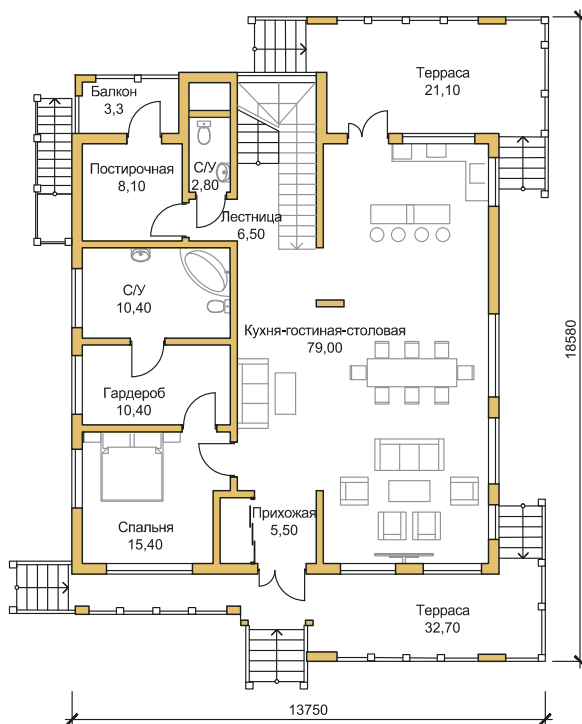 Терраса
21,10
Балкон
3,3
Постирочная
8,10
С/У
2,80
Лестница
6,50
С/У
10,40
Кухня-гостиная-столовая
79,00
18580
Гардероб
10,40
Спальня
15,40
Прихожая
5,50
Терраса
32,70
13750